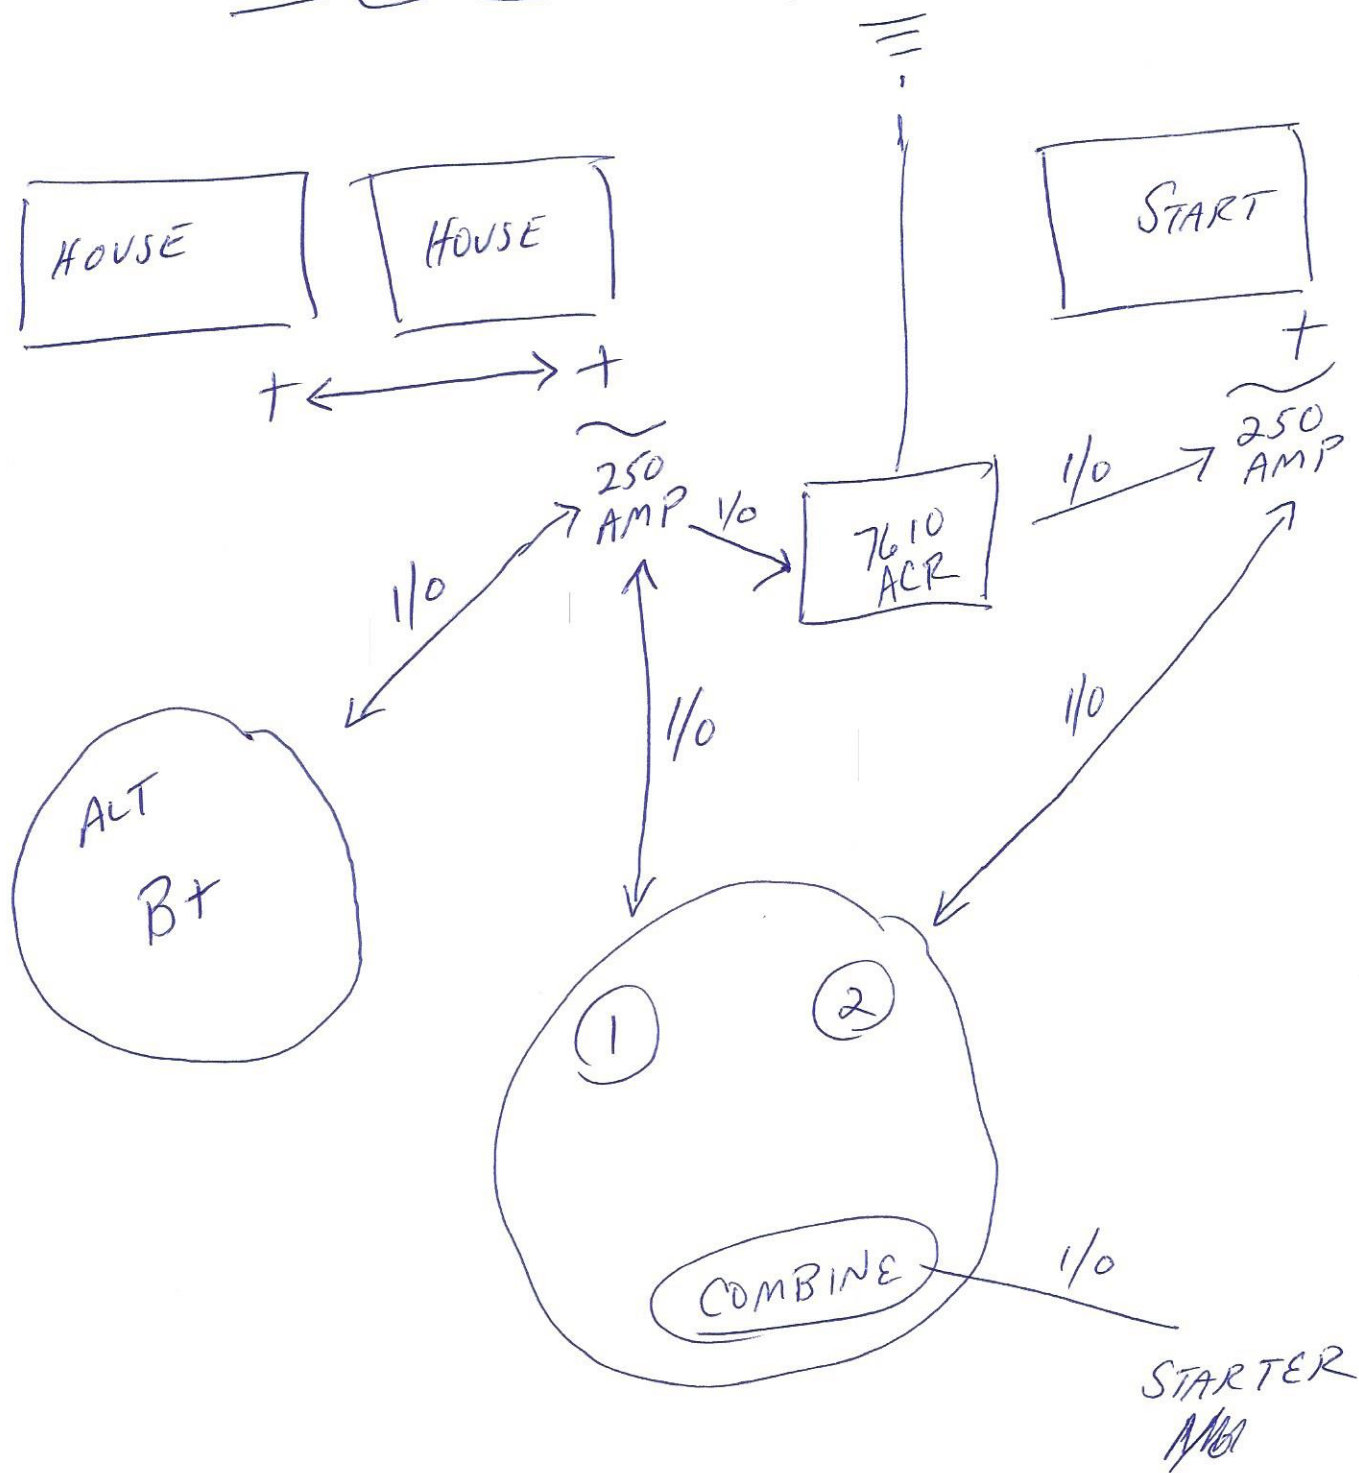 HOUSE
HOUSE
START
+
+
+
250
AMP
250
AMP
1/0
1/0
7610
ACR
1/0
1/0
1/0
ALT
B+
1
2
COMBINE
1/0
STARTER